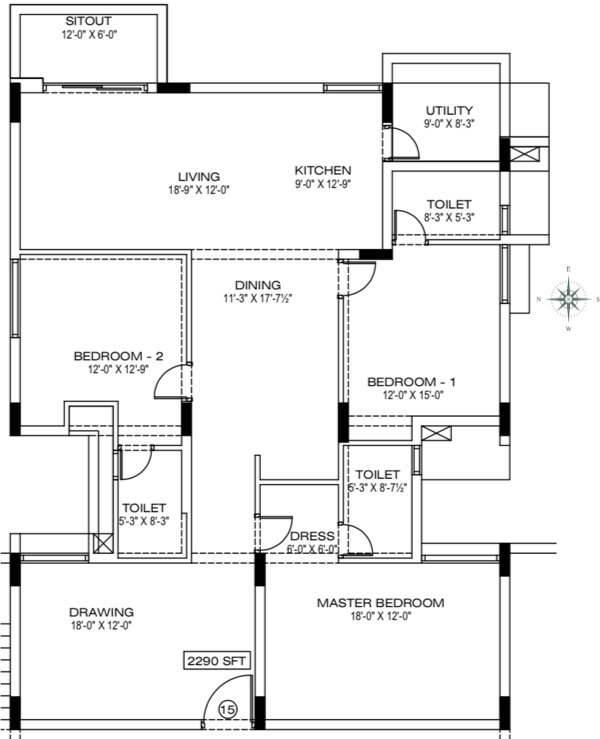 SITOUT
12'-0" X 6'-0"
UTILITY
9'-0" X 8'-3"
KITCHEN
9'-0" X 12'-9"
LIVING
18'-9" X 12'-0"
TOILET
8'-3" X 5'-3"
DINING
11'-3" X 17'-7½"
E
N
S
W
BEDROOM - 2
12'-0" X 12'-9"
BEDROOM - 1
12'-0" X 15'-0"
TOILET
5'-3" X 8'-7½"
TOILET
5'-3" X 8'-3"
DRESS
6'-0" X 6'-0"
DRAWING
18'-0" X 12'-0"
MASTER BEDROOM
18'-0" X 12'-0"
2290 SFT
15